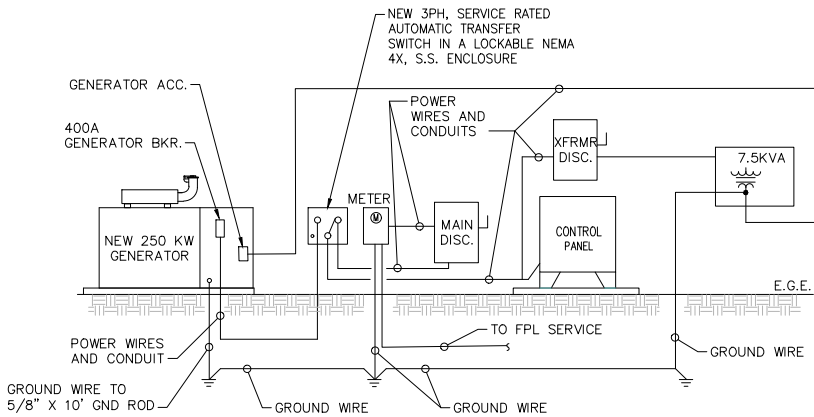 NEW 3PH, SERVICE RATED
AUTOMATIC TRANSFER
SWITCH IN A LOCKABLE NEMA
4X, S.S. ENCLOSURE
GENERATOR ACC.
400A
GENERATOR BKR.
POWER
WIRES AND
CONDUITS
XFRMR
DISC.
7.5KVA
METER
M
MAIN
DISC.
CONTROL
PANEL
NEW 250 KW
GENERATOR
E.G.E.
POWER WIRES
AND CONDUIT
TO FPL SERVICE
GROUND WIRE
GROUND WIRE TO
5/8" X 10' GND ROD
GROUND WIRE
GROUND WIRE